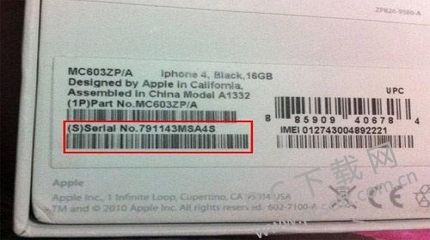 MC603ZP/A Iphone 4, Black, 16GB
Designed by Apple in California.
Assembled in China Model A1332
(1P)Part No.MC603ZP/A
UPC
8 85909 40678
(S)Serial No.791143MSA4S
IMEI 012743004892221
Apple
Apple Inc., 1 Infinite Loop, Cupertino, CA 95014 USA
™ and © 2010 Apple Inc. All rights reserved.
下载网